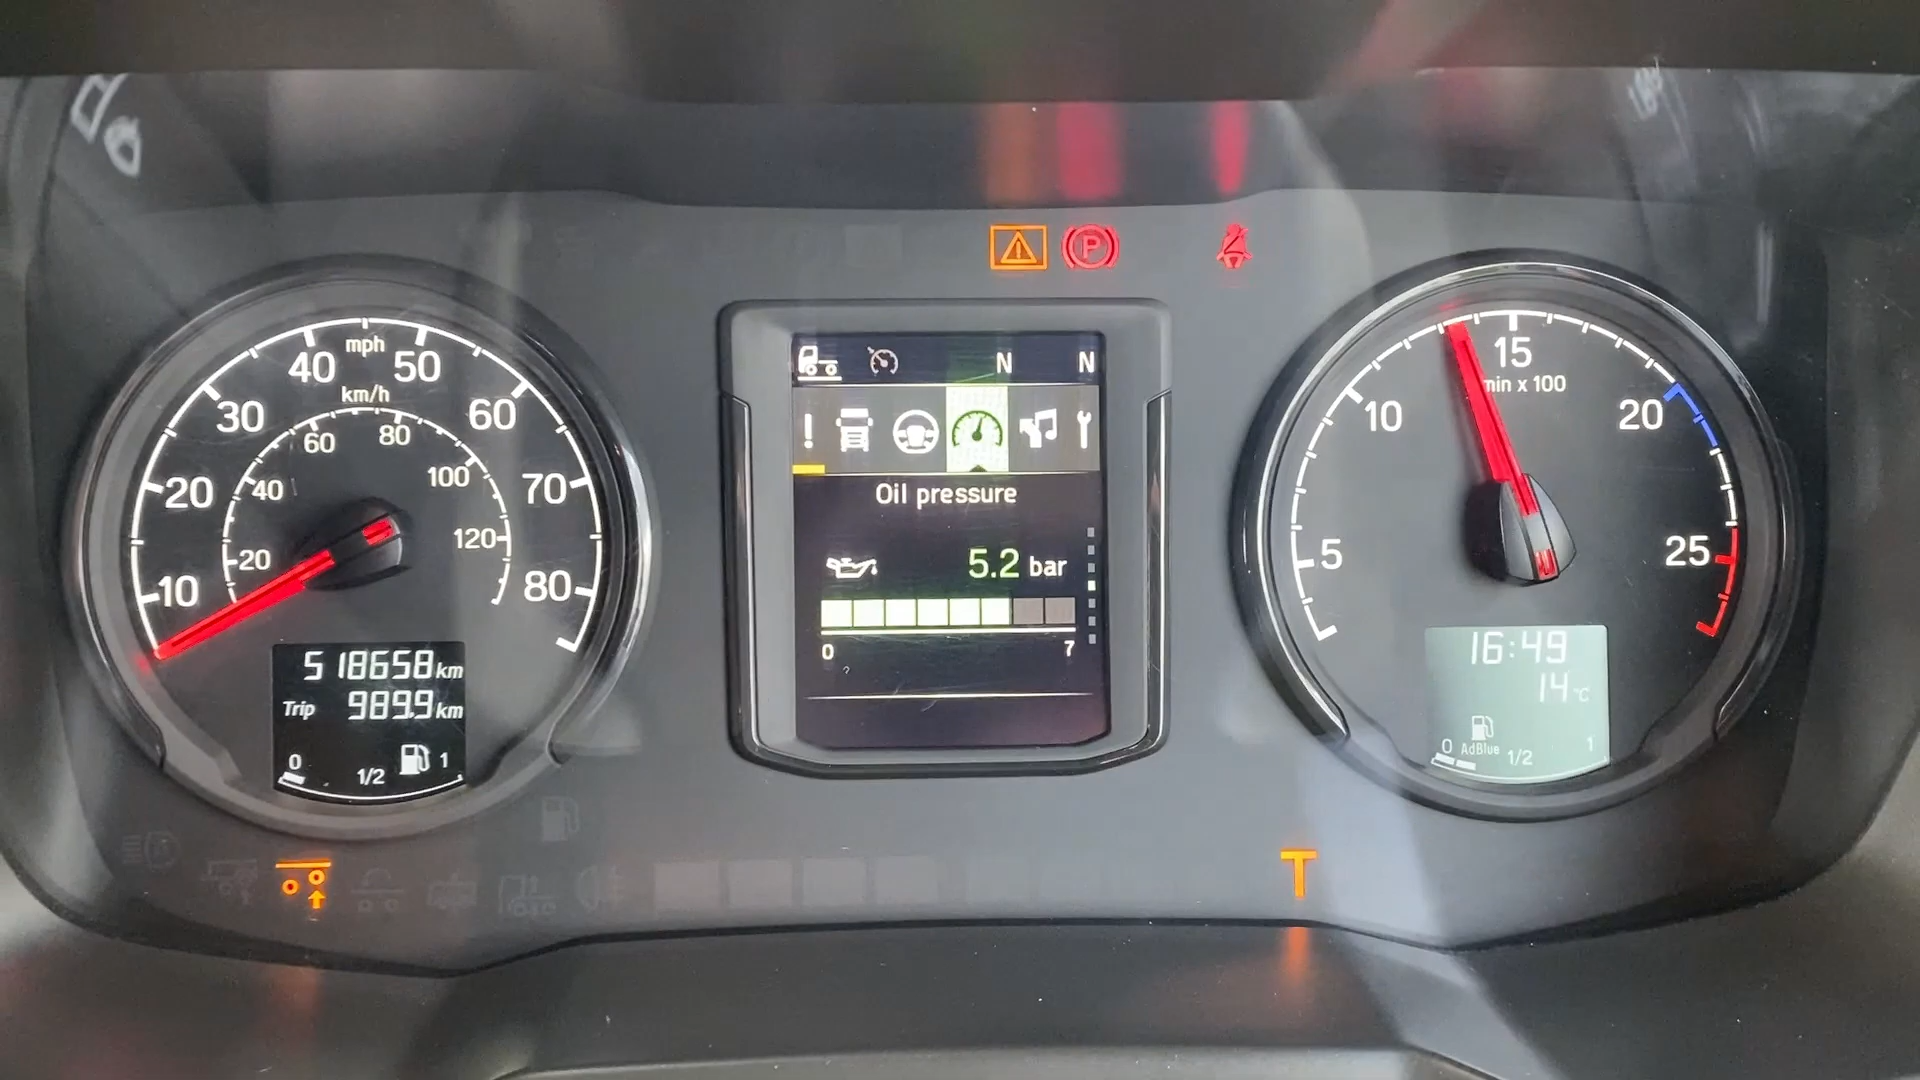 mph
km/h
10 20 30 40 50 60 70 80
20 40 60 80 100 120
518658 km
Trip 989.9 km
0 1/2 1
P
N N
Oil pressure
5.2 bar
0 7
5 10 15 20 25
min x 100
16:49
14 °C
0 AdBlue 1/2 1
T